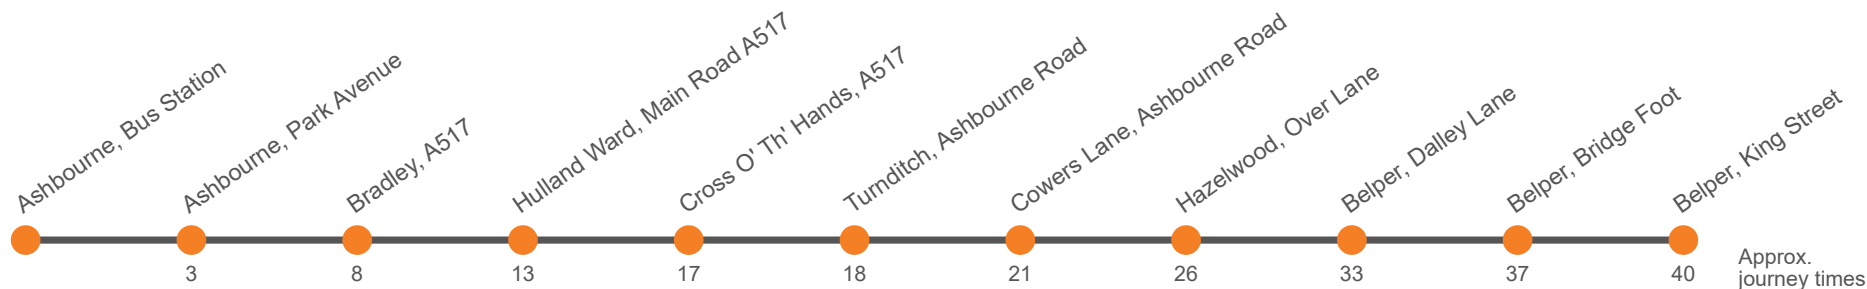 Ashbourne, Bus Station
Ashbourne, Park Avenue
Bradley, A517
Hulland Ward, Main Road A517
Cross O' Th' Hands, A517
Turnditch, Ashbourne Road
Cowers Lane, Ashbourne Road
Hazelwood, Over Lane
Belper, Dalley Lane
Belper, Bridge Foot
Belper, King Street
3 8 13 17 18 21 26 33 37 40
Approx.
journey times